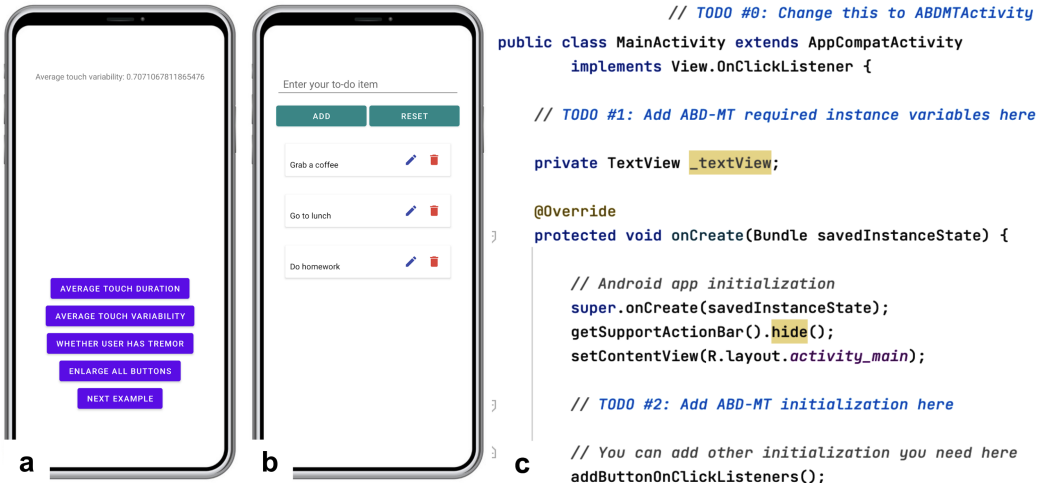 Average touch variability: 0.7071067811865476
AVERAGE TOUCH DURATION
AVERAGE TOUCH VARIABILITY
WHETHER USER HAS TREMOR
ENLARGE ALL BUTTONS
NEXT EXAMPLE
a
Enter your to-do item
ADD RESET
Grab a coffee
Go to lunch
Do homework
b
// TODO #0: Change this to ABDMTActivity
public class MainActivity extends AppCompatActivity
implements View.OnClickListener {
// TODO #1: Add ABD-MT required instance variables here
private TextView _textView;
@Override
protected void onCreate(Bundle savedInstanceState) {
// Android app initialization
super.onCreate(savedInstanceState);
getSupportActionBar().hide();
setContentView(R.layout.activity_main);
// TODO #2: Add ABD-MT initialization here
// You can add other initialization you need here
addButtonOnClickListeners();
c